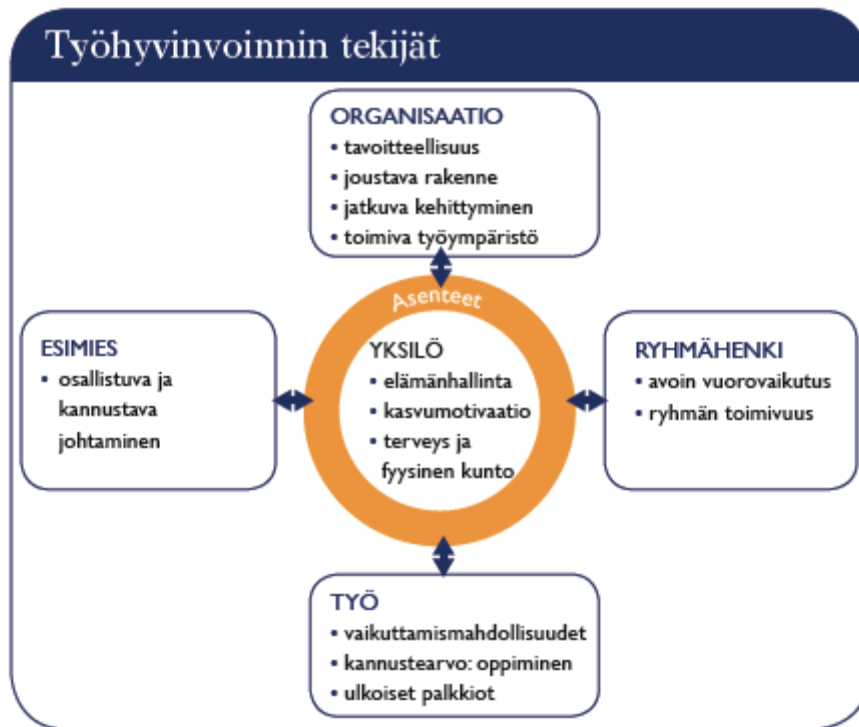 Työhyvinvoinnin tekijät
ORGANISAATIO
• tavoitteellisuus
• joustava rakenne
• jatkuva kehittyminen
• toimiva työympäristö
Asenteet
ESIMIES
• osallistuva ja
kannustava
johtaminen
YKSILÖ
• elämänhallinta
• kasvumotivaatio
• terveys ja
fyysinen kunto
RYHMÄHENKI
• avoin vuorovaikutus
• ryhmän toimivuus
TYÖ
• vaikuttamismahdollisuudet
• kannustearvo: oppiminen
• ulkoiset palkkiot